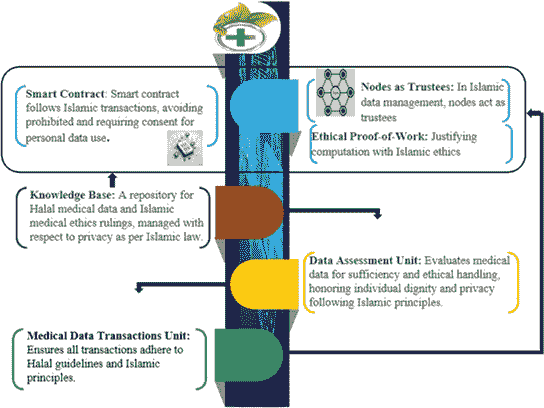 Smart Contract: Smart contract
follows Islamic transactions, avoiding
prohibited and requiring consent for
personal data use.
Nodes as Trustees: In Islamic
data management, nodes act as
trustees
Ethical Proof-of-Work: Justifying
computation with Islamic ethics
Knowledge Base: A repository for
Halal medical data and Islamic
medical ethics rulings, managed with
respect to privacy as per Islamic law.
Data Assessment Unit: Evaluates medical
data for sufficiency and ethical handling,
honoring individual dignity and privacy
following Islamic principles.
Medical Data Transactions Unit:
Ensures all transactions adhere to
Halal guidelines and Islamic
principles.